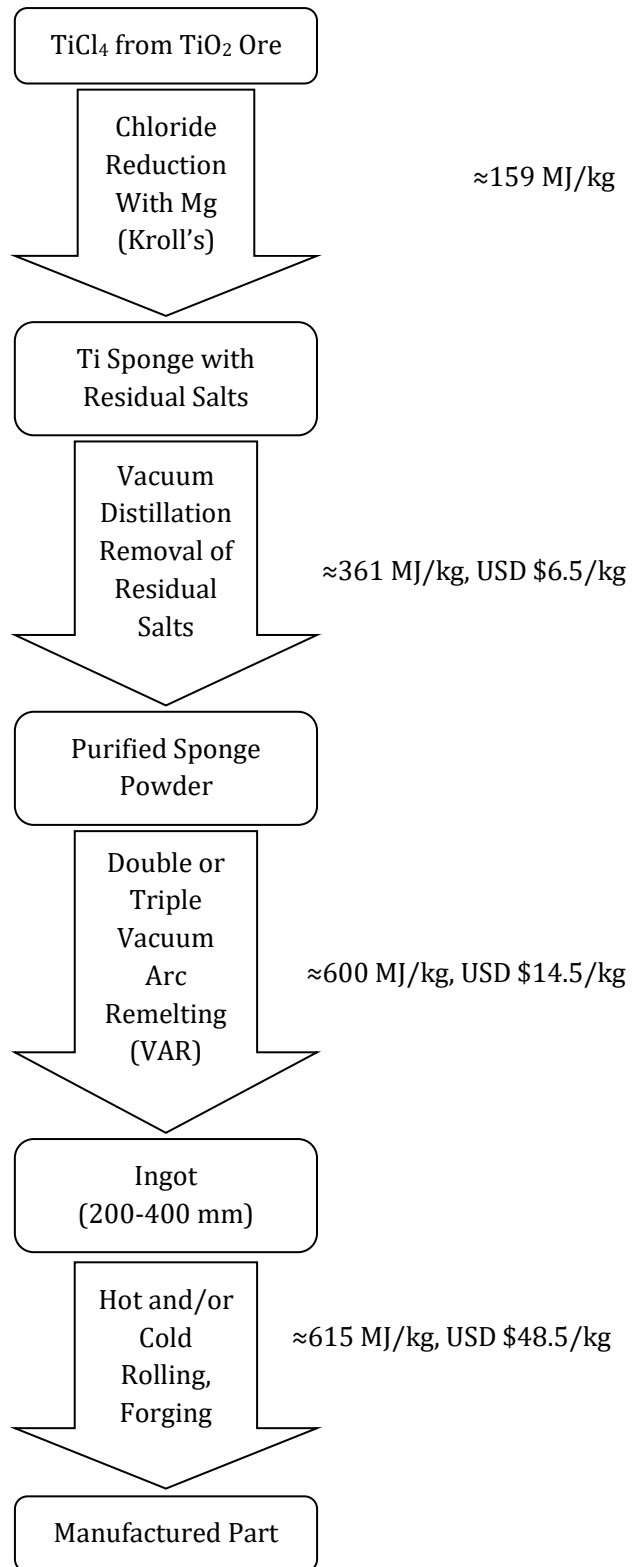 TiCl₄ from TiO₂ Ore
Chloride
Reduction
With Mg
(Kroll’s)
≈159 MJ/kg
Ti Sponge with
Residual Salts
Vacuum
Distillation
Removal of
Residual
Salts
≈361 MJ/kg, USD $6.5/kg
Purified Sponge
Powder
Double or
Triple
Vacuum
Arc
Remelting
(VAR)
≈600 MJ/kg, USD $14.5/kg
Ingot
(200-400 mm)
Hot and/or
Cold
Rolling,
Forging
≈615 MJ/kg, USD $48.5/kg
Manufactured Part